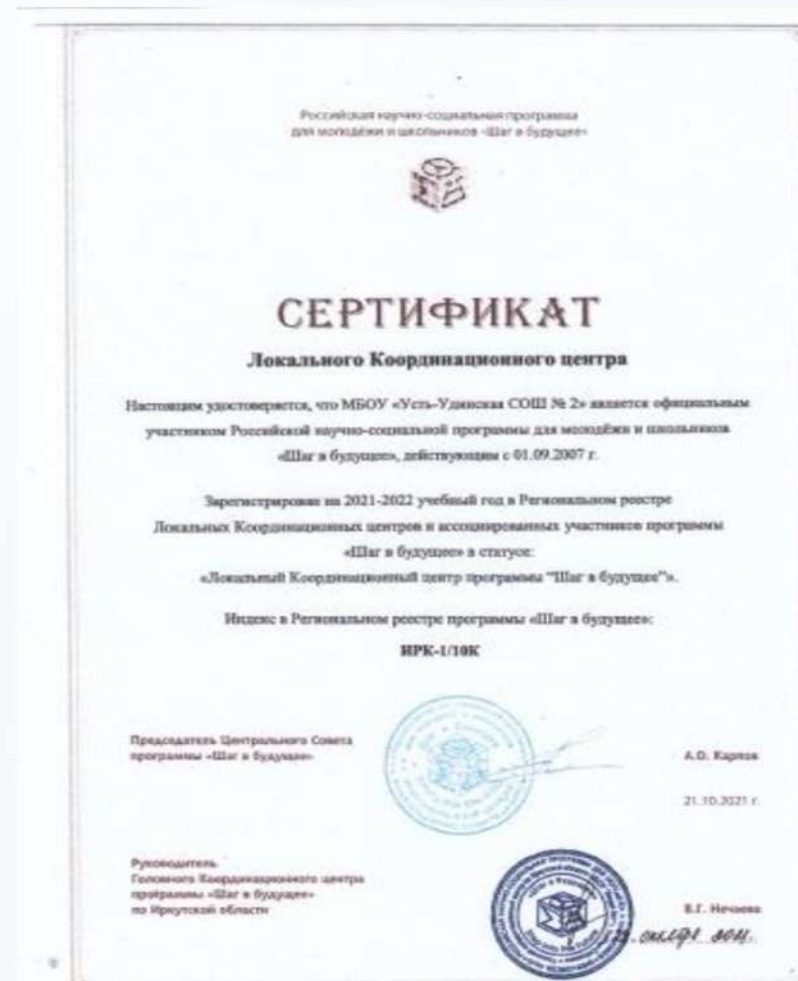 Российская научно-социальная программа
для молодёжи и школьников «Шаг в будущее»
СЕРТИФИКАТ
Локального Координационного центра
Настоящим удостоверяется, что МБОУ «Усть-Удинская СОШ № 2» является официальным
участником Российской научно-социальной программы для молодёжи и школьников
«Шаг в будущее», действующим с 01.09.2007 г.
Зарегистрирован на 2021-2022 учебный год в Региональном реестре
Локальных Координационных центров и ассоциированных участников программы
«Шаг в будущее» в статусе:
«Локальный Координационный центр программы "Шаг в будущее"».
Индекс в Региональном реестре программы «Шаг в будущее»:
ИРК-1/10К
Председатель Центрального Совета
программы «Шаг в будущее»
А.О. Карпов
21.10.2021 г.
Руководитель
Головного Координационного центра
программы «Шаг в будущее»
по Иркутской области
В.Г. Нечаева
октября 2021.